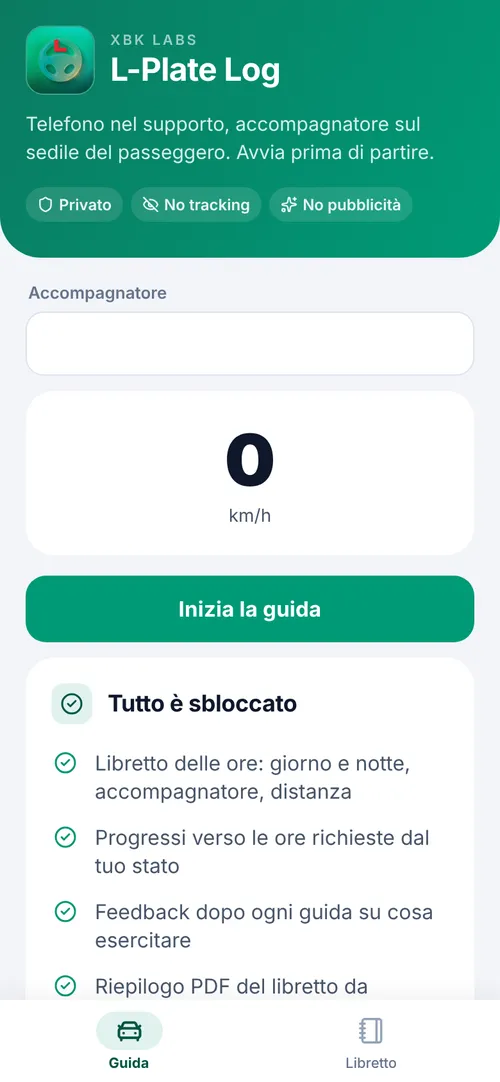 XBK LABS
L-Plate Log
Telefono nel supporto, accompagnatore sul
sedile del passeggero. Avvia prima di partire.
Privato
No tracking
No pubblicità
Accompagnatore
0
km/h
Inizia la guida
Tutto è sbloccato
Libretto delle ore: giorno e notte,
accompagnatore, distanza
Progressi verso le ore richieste dal
tuo stato
Feedback dopo ogni guida su cosa
esercitare
Riepilogo PDF del libretto da
Guida
Libretto